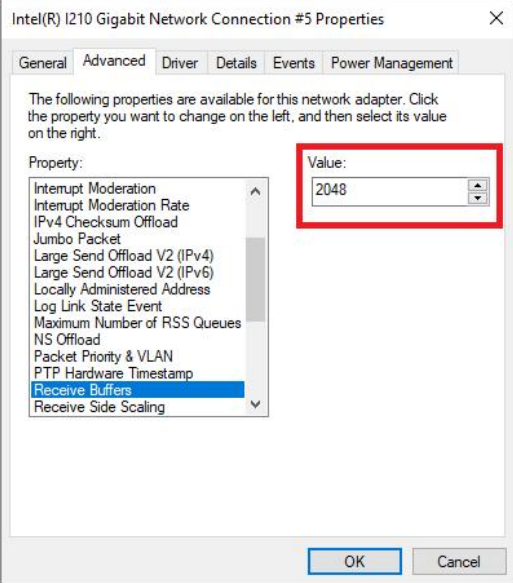 Intel(R) I210 Gigabit Network Connection #5 Properties
General Advanced Driver Details Events Power Management
The following properties are available for this network adapter. Click
the property you want to change on the left, and then select its value
on the right.
Property:
Value:
Interrupt Moderation
Interrupt Moderation Rate
IPv4 Checksum Offload
Jumbo Packet
Large Send Offload V2 (IPv4)
Large Send Offload V2 (IPv6)
Locally Administered Address
Log Link State Event
Maximum Number of RSS Queues
NS Offload
Packet Priority & VLAN
PTP Hardware Timestamp
Receive Buffers
Receive Side Scaling
2048
OK Cancel